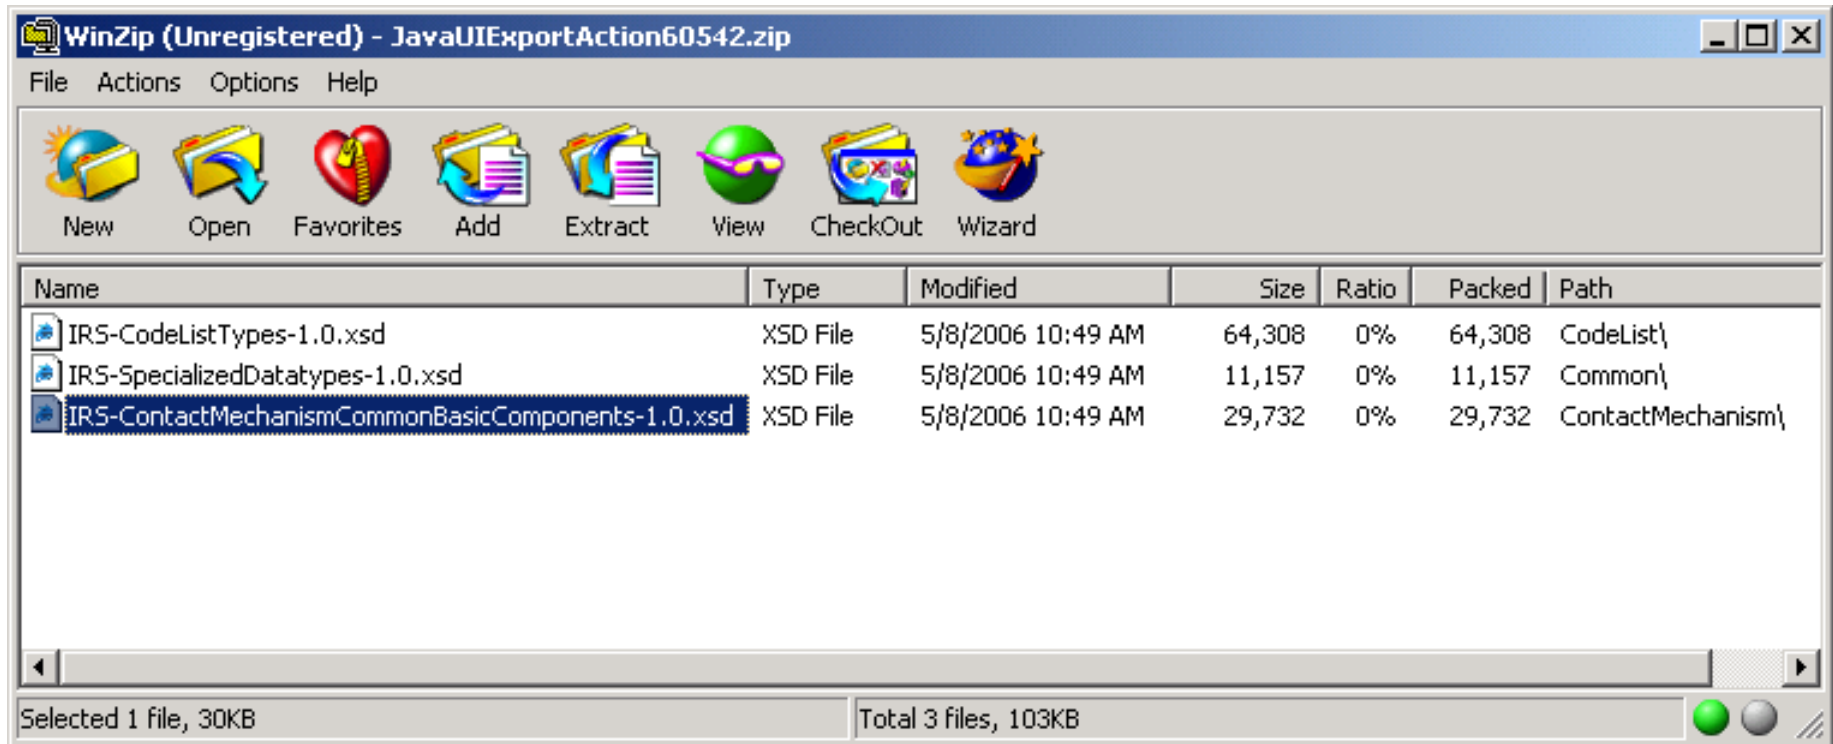 WinZip (Unregistered) - JavaUIExportAction60542.zip
File Actions Options Help
New Open Favorites Add Extract View CheckOut Wizard
Name Type Modified Size Ratio Packed Path
IRS-CodeListTypes-1.0.xsd XSD File 5/8/2006 10:49 AM 64,308 0% 64,308 CodeList\
IRS-SpecializedDatatypes-1.0.xsd XSD File 5/8/2006 10:49 AM 11,157 0% 11,157 Common\
IRS-ContactMechanismCommonBasicComponents-1.0.xsd XSD File 5/8/2006 10:49 AM 29,732 0% 29,732 ContactMechanism\
Selected 1 file, 30KB Total 3 files, 103KB